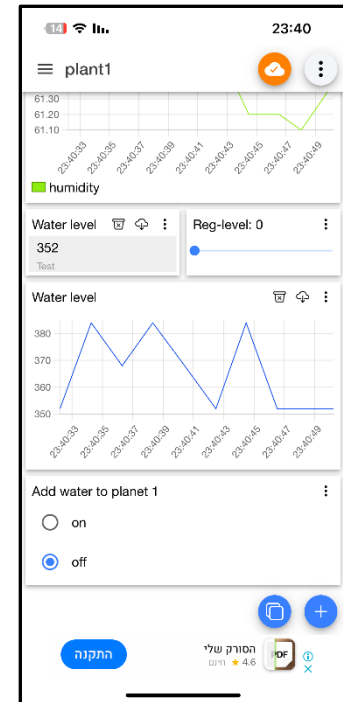 14 23:40
plant1
61.30
61.20
61.10
23:40:33 23:40:35 23:40:37 23:40:39 23:40:41 23:40:43 23:40:45 23:40:47 23:40:49
humidity
Water level
352
Test
Reg-level: 0
Water level
380
370
360
350
23:40:33 23:40:35 23:40:37 23:40:39 23:40:41 23:40:43 23:40:45 23:40:47 23:40:49
Add water to planet 1
on
off
התקנה
הסורק שלי
4.6 ★ חינם
PDF